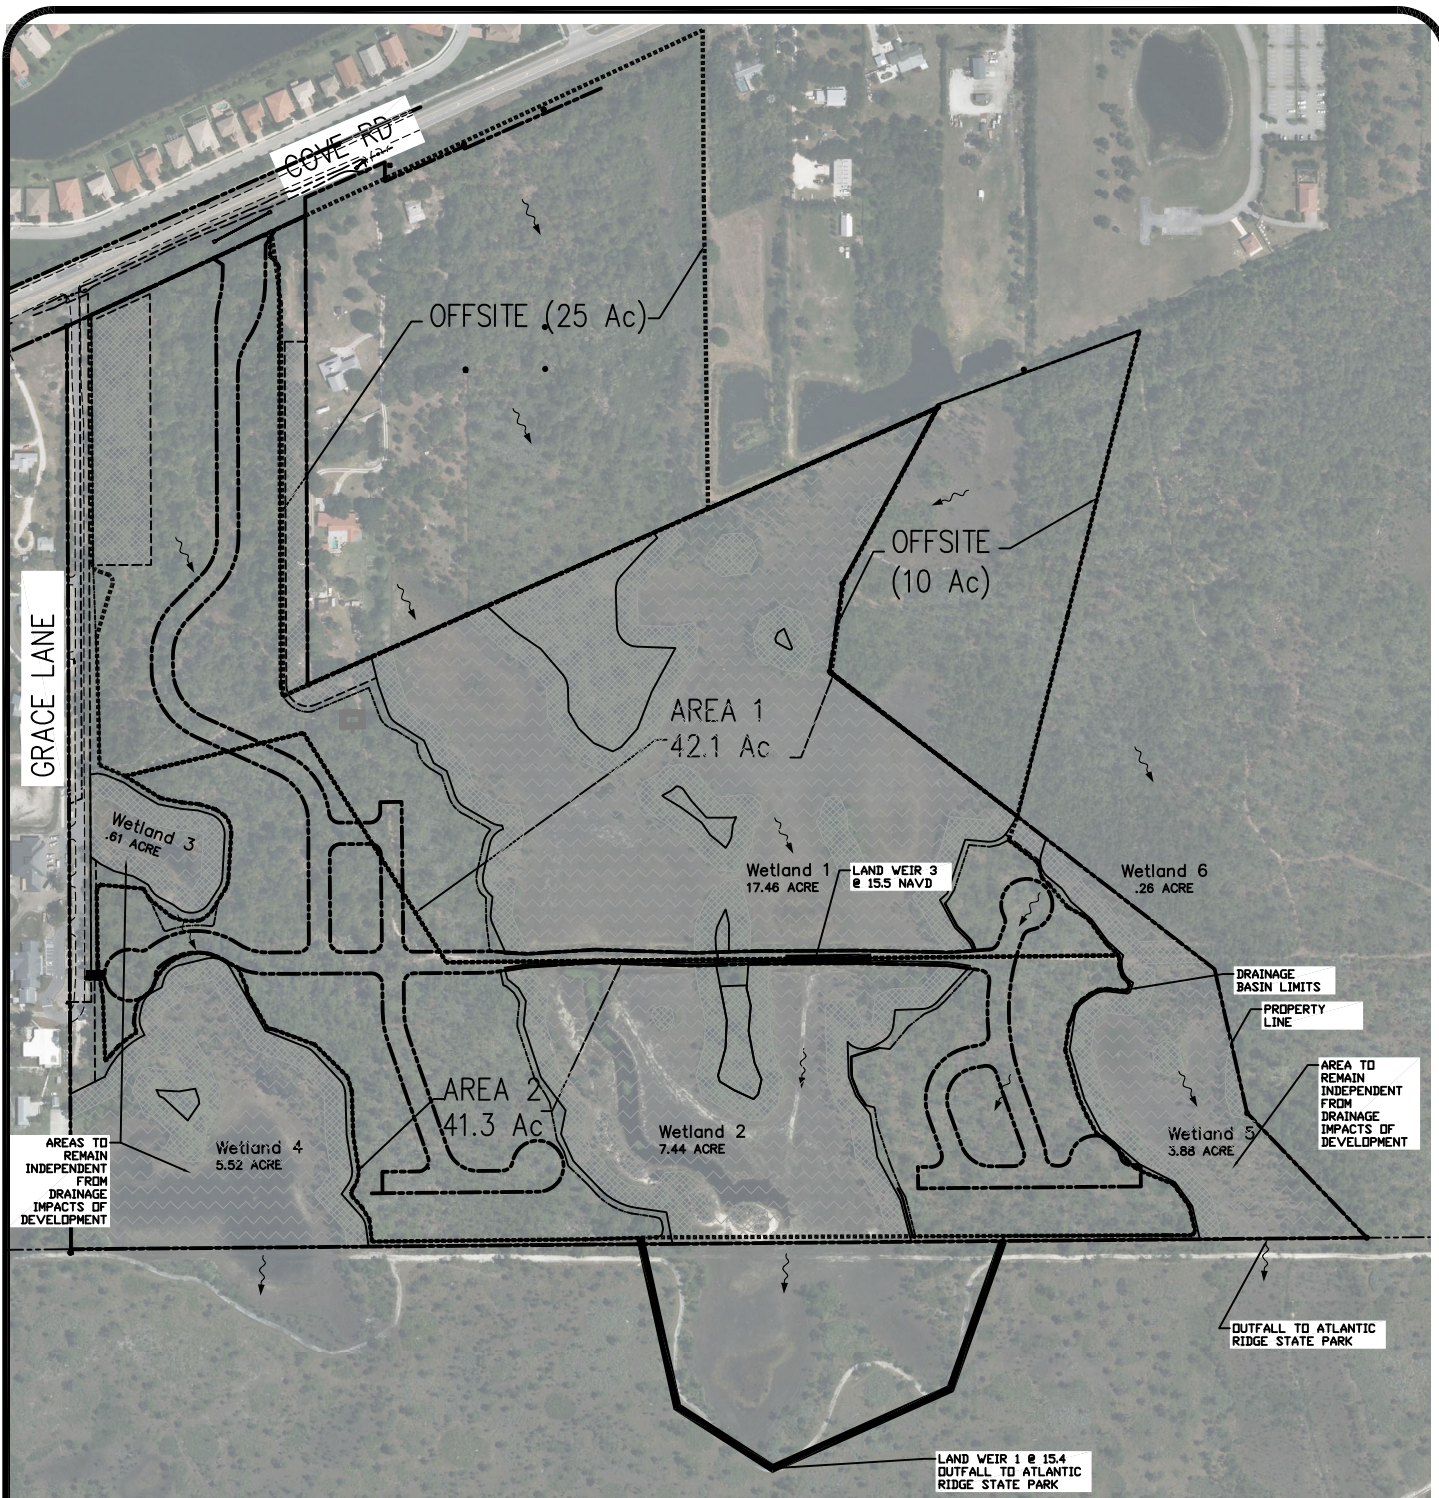 COVE RD
OFFSITE (25 Ac)
OFFSITE
(10 Ac)
GRACE LANE
AREA 1
42.1 Ac
Wetland 3
.61 ACRE
Wetland 1
17.46 ACRE
LAND WEIR 3
@ 15.5 NAVD
Wetland 6
.26 ACRE
DRAINAGE
BASIN LIMITS
PROPERTY
LINE
AREA TO
REMAIN
INDEPENDENT
FROM
DRAINAGE
IMPACTS OF
DEVELOPMENT
AREA 2
41.3 Ac
Wetland 4
5.52 ACRE
Wetland 2
7.44 ACRE
Wetland 5
3.88 ACRE
AREAS TO
REMAIN
INDEPENDENT
FROM
DRAINAGE
IMPACTS OF
DEVELOPMENT
OUTFALL TO ATLANTIC
RIDGE STATE PARK
LAND WEIR 1 @ 15.4
OUTFALL TO ATLANTIC
RIDGE STATE PARK